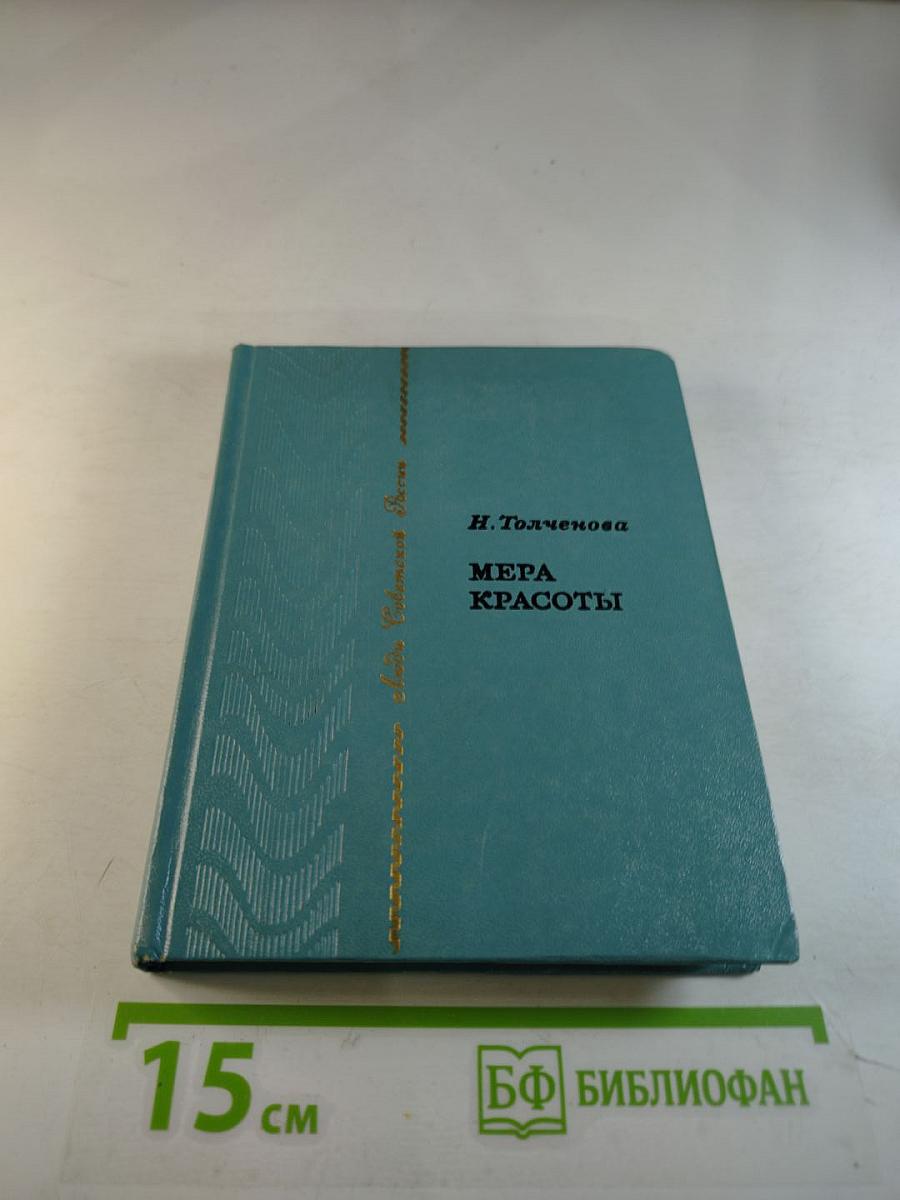 Н. Толченова
МЕРА
КРАСОТЫ
Люди Советской России
15 см
БФ БИБЛИОФАН